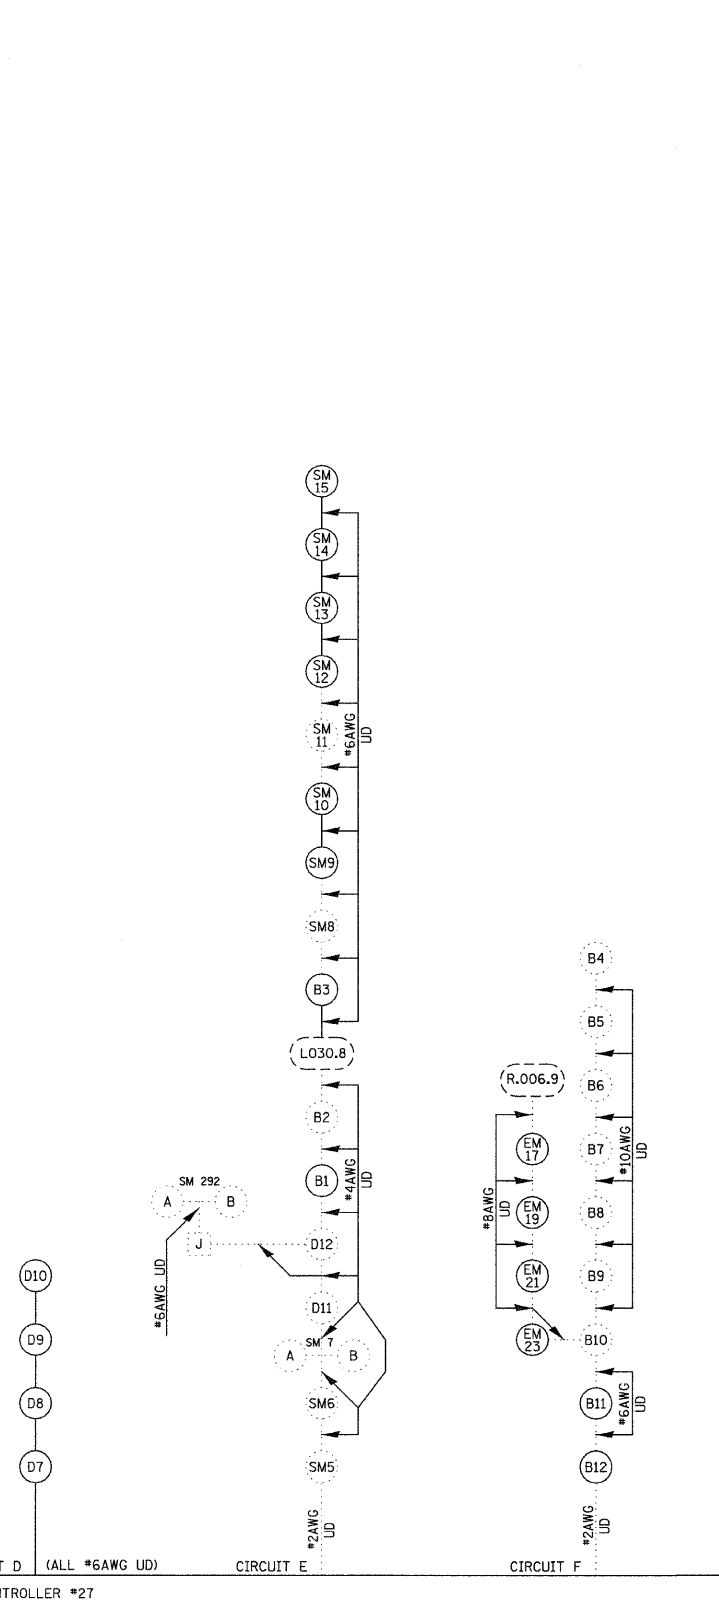 SM
15
SM
14
SM
13
SM
12
#6AWG
UD
SM
11
SM
10
SM9
SM8
B3
L030.8
B2
#4AWG
UD
B1
SM 292
A
B
J
D12
#6AWG UD
D11
SM 7
A
B
SM6
SM5
#2AWG
UD
B4
B5
R.006.9
B6
EM
17
B7
#10AWG
UD
#8AWG
UD
EM
19
B8
EM
21
B9
EM
23
B10
B11
#6AWG
UD
B12
#2AWG
UD
D10
D9
D8
D7
T D (ALL #6AWG UD)
CIRCUIT E
CIRCUIT F
NTROLLER #27